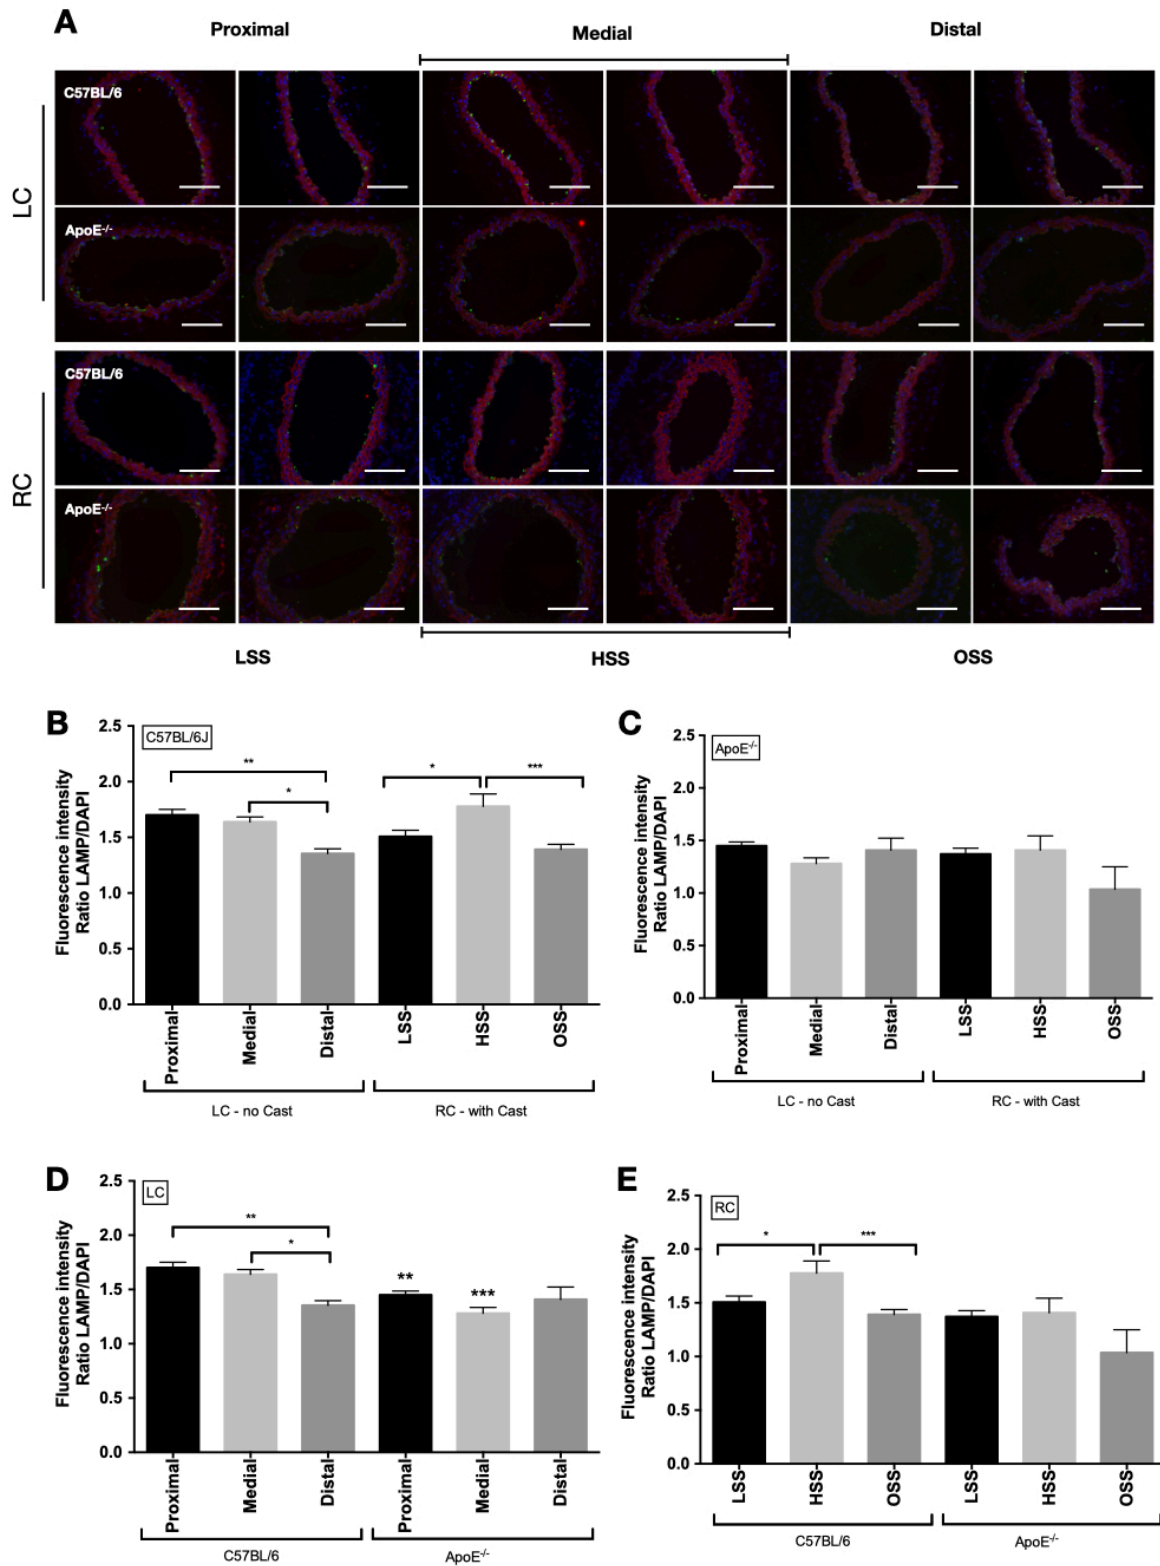 A
Proximal Medial Distal
LC
C57BL/6
ApoE-/-
RC
C57BL/6
ApoE-/-
LSS HSS OSS
B
C57BL/6J
Fluorescence intensity
Ratio LAMP/DAPI
2.5
2.0
1.5
1.0
0.5
0.0
** * * ***
Proximal Medial Distal LSS HSS OSS
LC - no Cast RC - with Cast
C
ApoE-/-
Fluorescence intensity
Ratio LAMP/DAPI
2.5
2.0
1.5
1.0
0.5
0.0
Proximal Medial Distal LSS HSS OSS
LC - no Cast RC - with Cast
D
LC
Fluorescence intensity
Ratio LAMP/DAPI
2.5
2.0
1.5
1.0
0.5
0.0
** * ** ***
Proximal Medial Distal Proximal Medial Distal
C57BL/6 ApoE-/-
E
RC
Fluorescence intensity
Ratio LAMP/DAPI
2.5
2.0
1.5
1.0
0.5
0.0
* ***
LSS HSS OSS LSS HSS OSS
C57BL/6 ApoE-/-